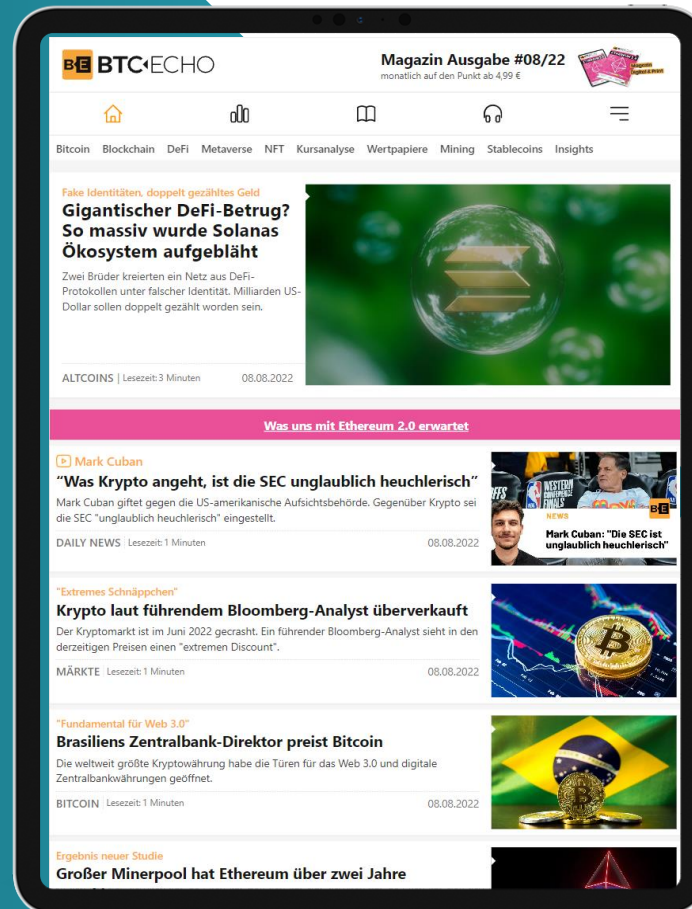 BE BTC ECHO
Magazin Ausgabe #08/22
monatlich auf den Punkt ab 4,99 €
Magazin
Digital & Print
Bitcoin Blockchain DeFi Metaverse NFT Kursanalyse Wertpapiere Mining Stablecoins Insights
Fake Identitäten, doppelt gezähltes Geld
Gigantischer DeFi-Betrug?
So massiv wurde Solanas
Ökosystem aufgebläht
Zwei Brüder kreierten ein Netz aus DeFi-
Protokollen unter falscher Identität. Milliarden US-
Dollar sollen doppelt gezählt worden sein.
ALTCOINS | Lesezeit: 3 Minuten 08.08.2022
Was uns mit Ethereum 2.0 erwartet
Mark Cuban
“Was Krypto angeht, ist die SEC unglaublich heuchlerisch”
Mark Cuban giftet gegen die US-amerikanische Aufsichtsbehörde. Gegenüber Krypto sei
die SEC "unglaublich heuchlerisch" eingestellt.
DAILY NEWS | Lesezeit: 1 Minuten 08.08.2022
WESTERN
CONFERENCE
FINALS
BE
NEWS
Mark Cuban: "Die SEC ist
unglaublich heuchlerisch"
"Extremes Schnäppchen"
Krypto laut führendem Bloomberg-Analyst überverkauft
Der Kryptomarkt ist im Juni 2022 gecrasht. Ein führender Bloomberg-Analyst sieht in den
derzeitigen Preisen einen "extremen Discount".
MÄRKTE | Lesezeit: 1 Minuten 08.08.2022
"Fundamental für Web 3.0"
Brasiliens Zentralbank-Direktor preist Bitcoin
Die weltweit größte Kryptowährung habe die Türen für das Web 3.0 und digitale
Zentralbankwährungen geöffnet.
BITCOIN | Lesezeit: 1 Minuten 08.08.2022
Ergebnis neuer Studie
Großer Minerpool hat Ethereum über zwei Jahre